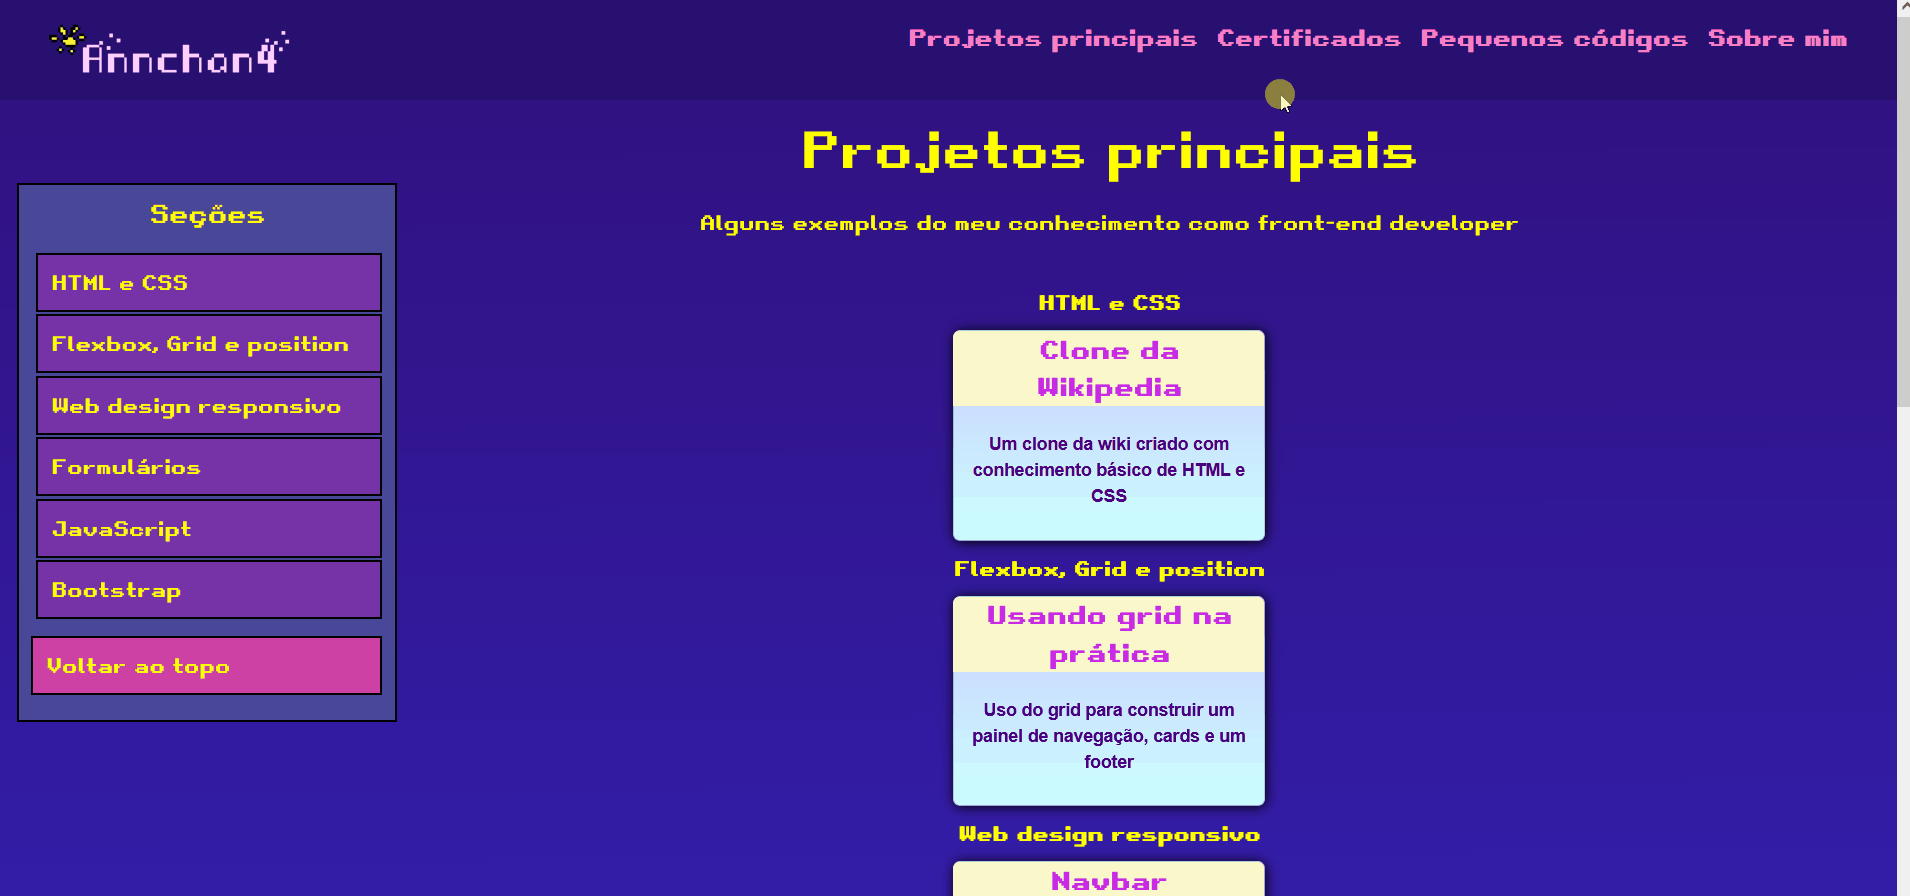 Annchan4
Projetos principais Certificados Pequenos códigos Sobre mim
Projetos principais
Alguns exemplos do meu conhecimento como front-end developer
Seções
HTML e CSS
Flexbox, Grid e position
Web design responsivo
Formulários
JavaScript
Bootstrap
Voltar ao topo
HTML e CSS
Clone da
Wikipedia
Um clone da wiki criado com
conhecimento básico de HTML e
CSS
Flexbox, Grid e position
Usando grid na
prática
Uso do grid para construir um
painel de navegação, cards e um
footer
Web design responsivo
Navbar